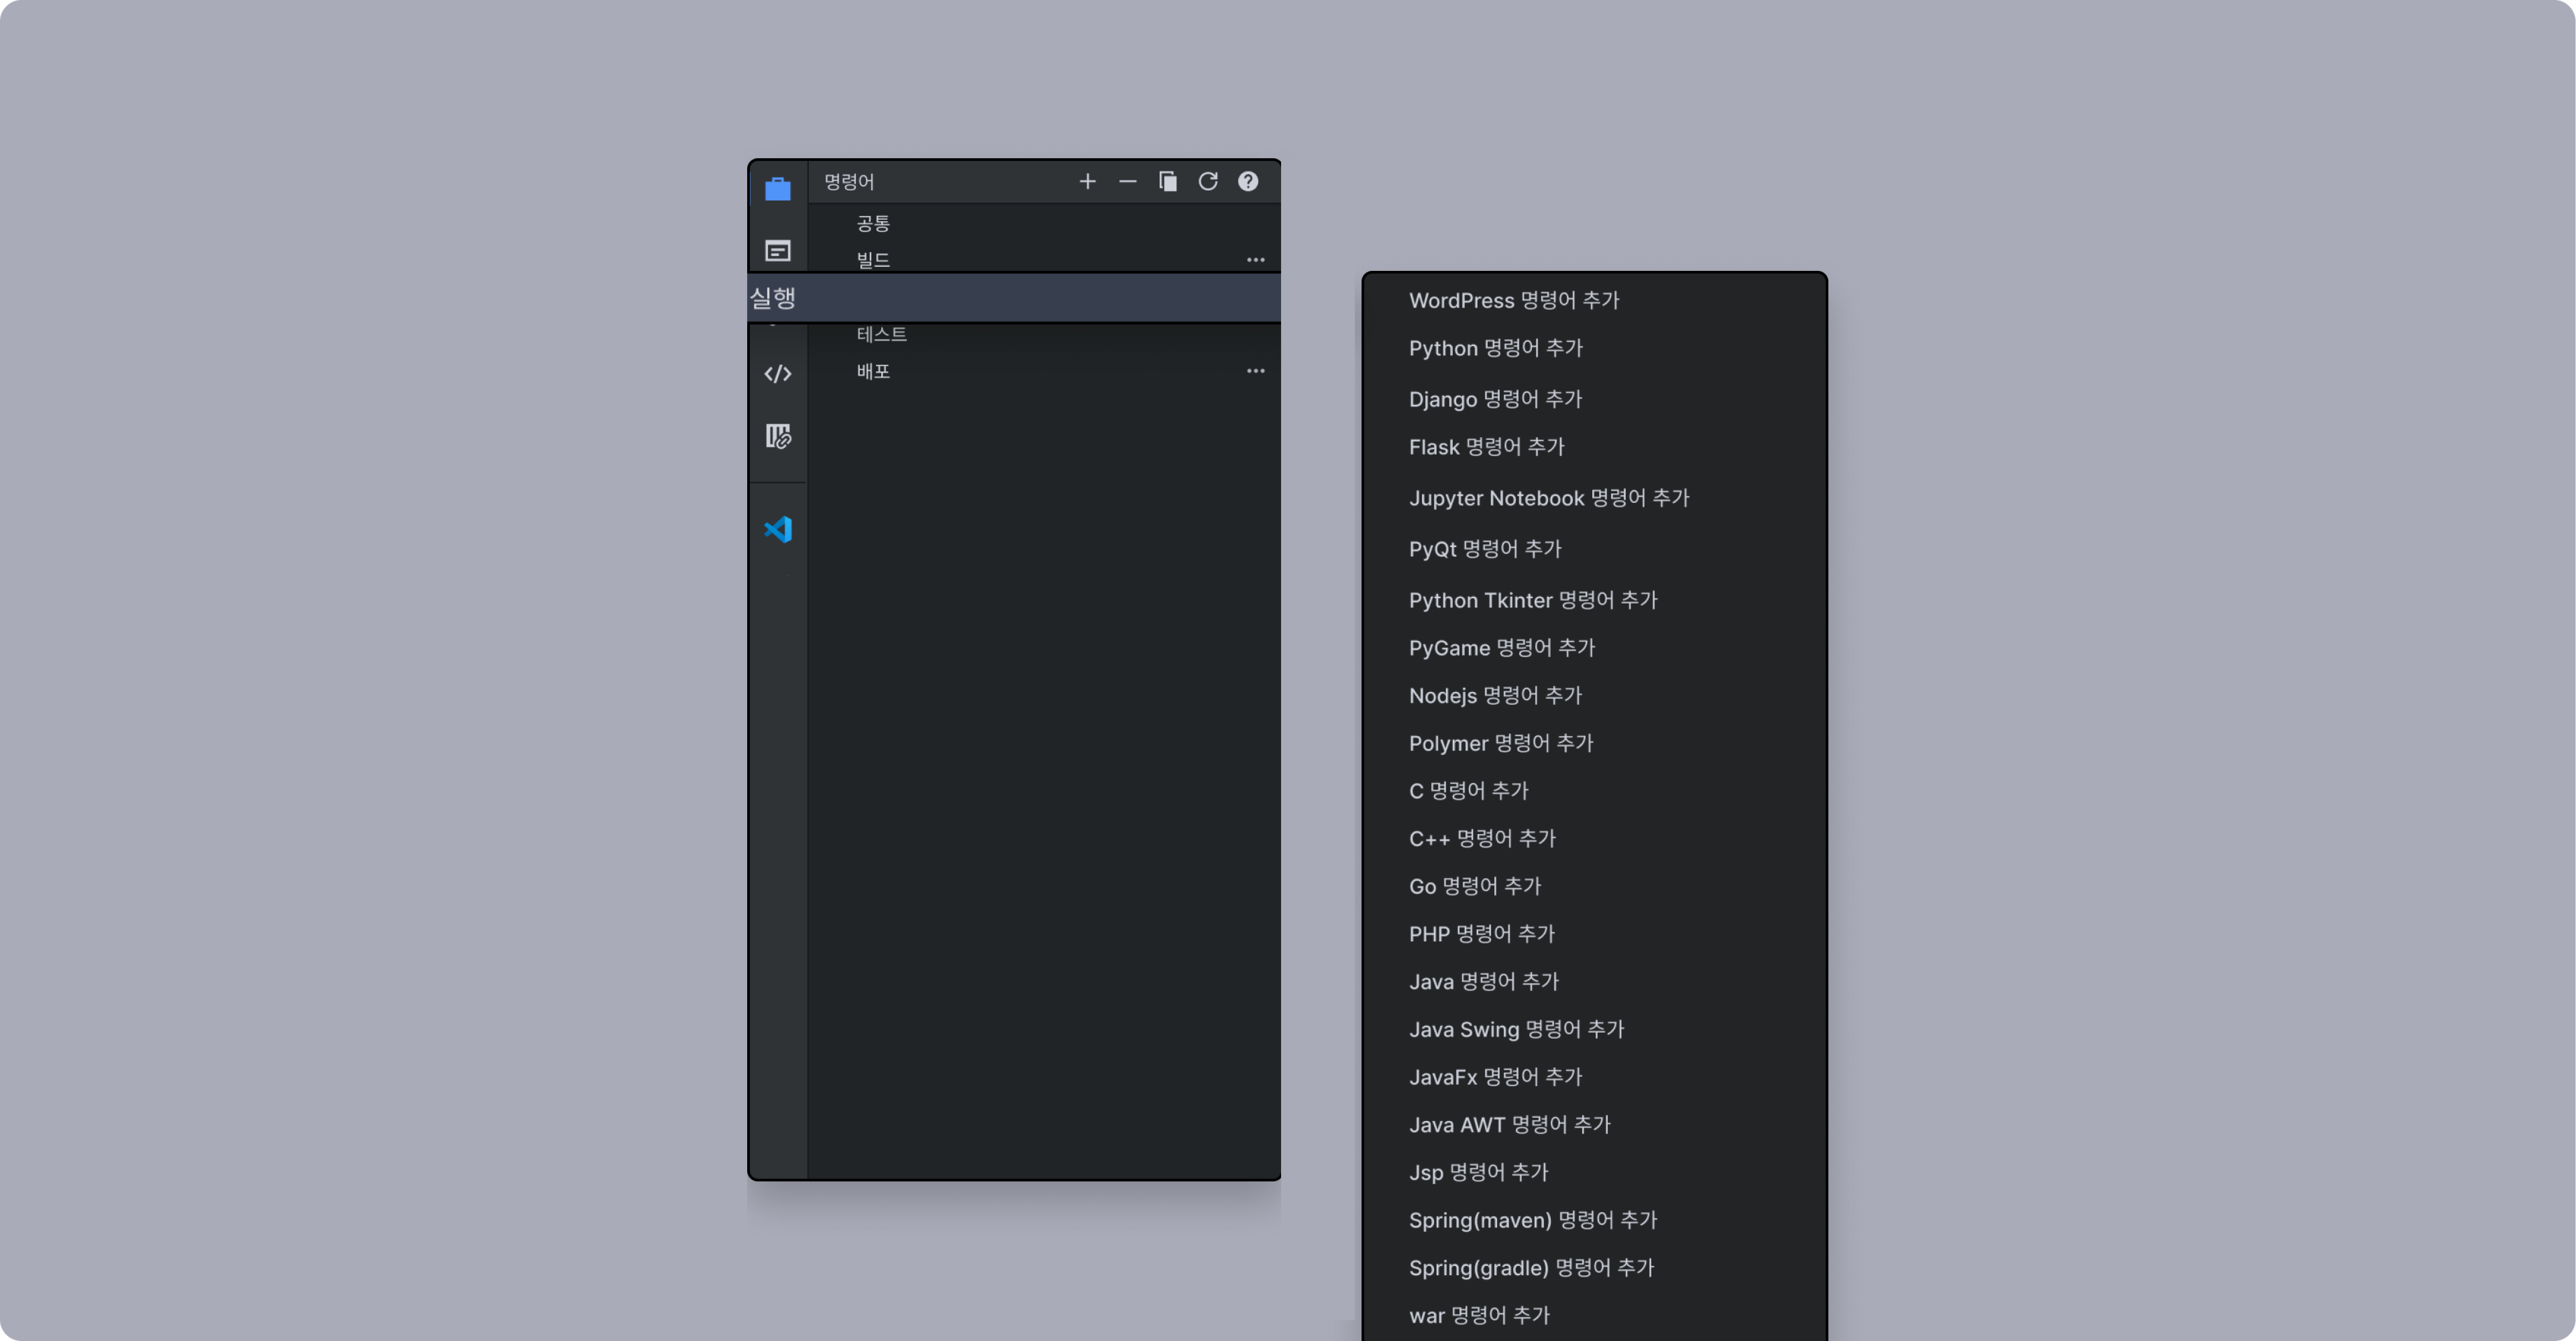 명령어
공통
빌드
실행
테스트
배포
WordPress 명령어 추가
Python 명령어 추가
Django 명령어 추가
Flask 명령어 추가
Jupyter Notebook 명령어 추가
PyQt 명령어 추가
Python Tkinter 명령어 추가
PyGame 명령어 추가
Nodejs 명령어 추가
Polymer 명령어 추가
C 명령어 추가
C++ 명령어 추가
Go 명령어 추가
PHP 명령어 추가
Java 명령어 추가
Java Swing 명령어 추가
JavaFx 명령어 추가
Java AWT 명령어 추가
Jsp 명령어 추가
Spring(maven) 명령어 추가
Spring(gradle) 명령어 추가
war 명령어 추가